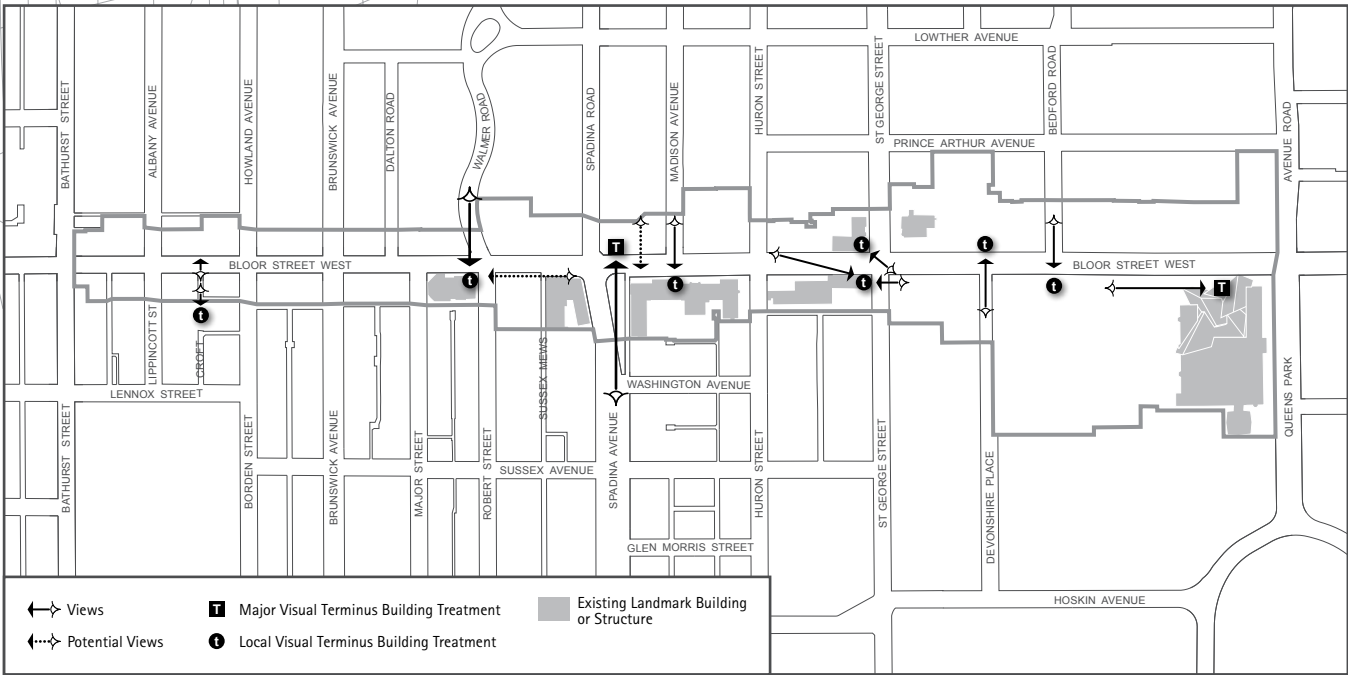 LOWTHER AVENUE
BATHURST STREET
ALBANY AVENUE
HOWLAND AVENUE
BRUNSWICK AVENUE
DALTON ROAD
WALMER ROAD
SPADINA ROAD
MADISON AVENUE
HURON STREET
ST GEORGE STREET
BEDFORD ROAD
AVENUE ROAD
PRINCE ARTHUR AVENUE
T
t
t
BLOOR STREET WEST
BLOOR STREET WEST
t
t
t
t
T
t
LIPPINCOTT ST
CROFT
LENNOX STREET
SUSSEX MEWS
WASHINGTON AVENUE
QUEENS PARK
BATHURST STREET
BORDEN STREET
BRUNSWICK AVENUE
MAJOR STREET
ROBERT STREET
SPADINA AVENUE
HURON STREET
ST GEORGE STREET
DEVONSHIRE PLACE
SUSSEX AVENUE
GLEN MORRIS STREET
HOSKIN AVENUE
Views
T Major Visual Terminus Building Treatment
Existing Landmark Building
or Structure
Potential Views
t Local Visual Terminus Building Treatment